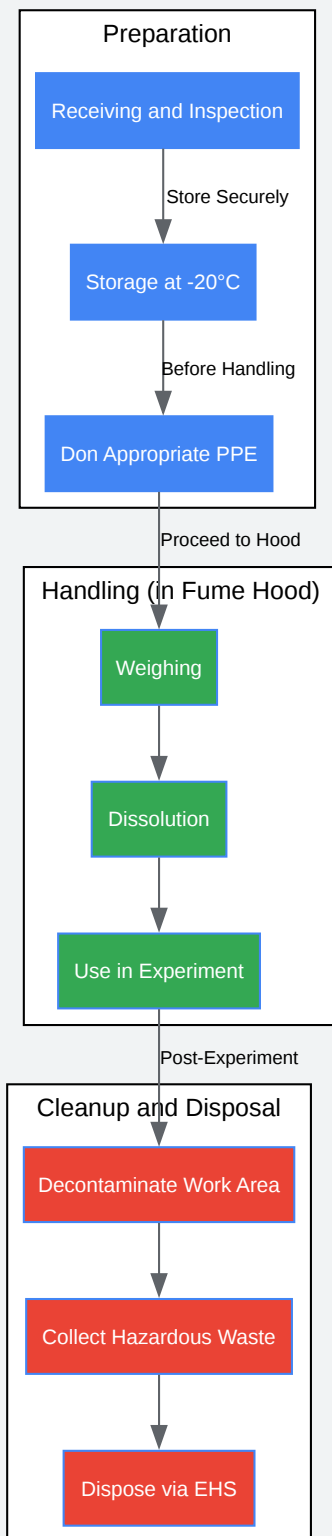 Preparation
Receiving and Inspection
Store Securely
Storage at -20°C
Before Handling
Don Appropriate PPE
Proceed to Hood
Handling (in Fume Hood)
Weighing
Dissolution
Use in Experiment
Post-Experiment
Cleanup and Disposal
Decontaminate Work Area
Collect Hazardous Waste
Dispose via EHS